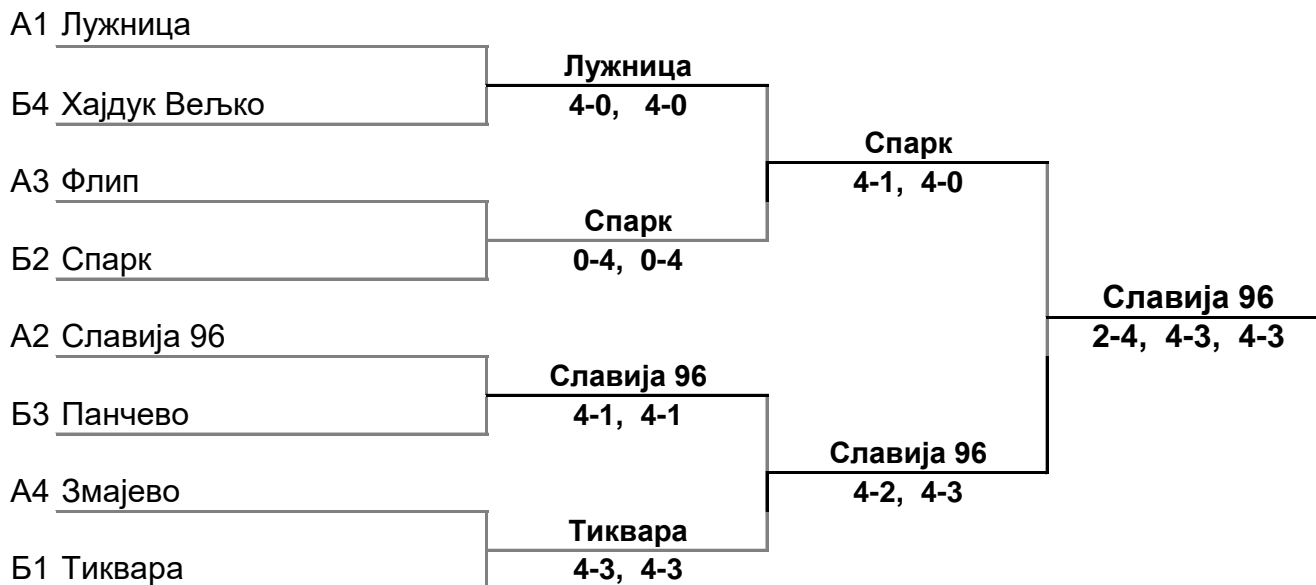 А1 Лужница
Лужница
Б4 Хајдук Вељко
4-0, 4-0
Спарк
А3 Флип
4-1, 4-0
Спарк
Б2 Спарк
0-4, 0-4
Славија 96
А2 Славија 96
2-4, 4-3, 4-3
Славија 96
Б3 Панчево
4-1, 4-1
Славија 96
А4 Змајево
4-2, 4-3
Тиквара
Б1 Тиквара
4-3, 4-3